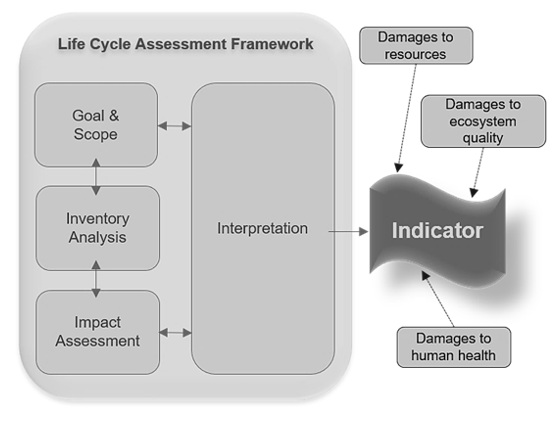 Life Cycle Assessment Framework
Goal &
Scope
Inventory
Analysis
Impact
Assessment
Interpretation
Damages to
resources
Damages to
ecosystem
quality
Indicator
Damages to
human health